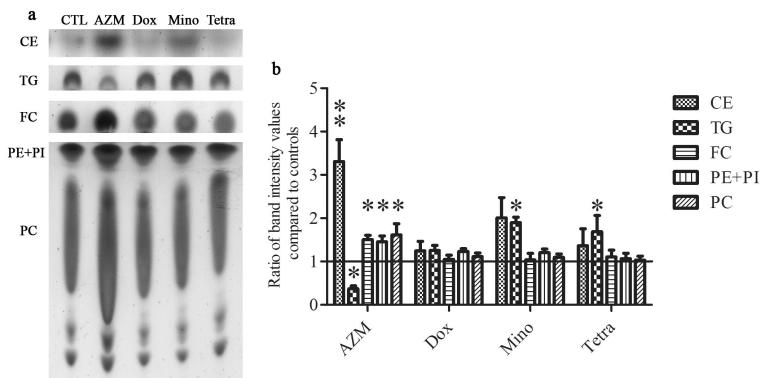 a
CTL AZM Dox Mino Tetra
CE
TG
FC
PE+PI
PC
b
Ratio of band intensity values
compared to controls
5
4
3
2
1
0
**
*
***
*
*
AZM
Dox
Mino
Tetra
CE
TG
FC
PE+PI
PC